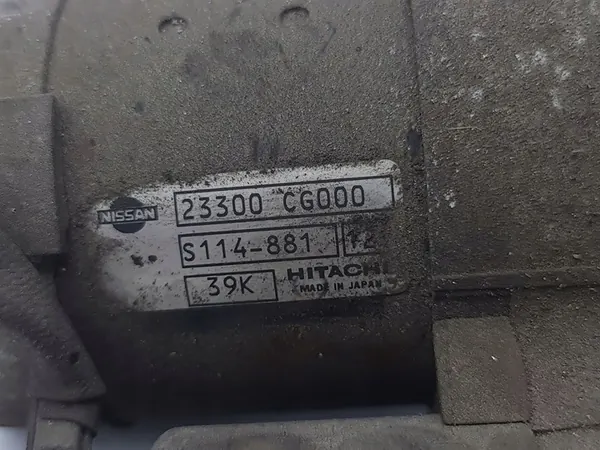 NISSAN 23300 CG000
S114-881 12
39K HITACHI
MADE IN JAPAN